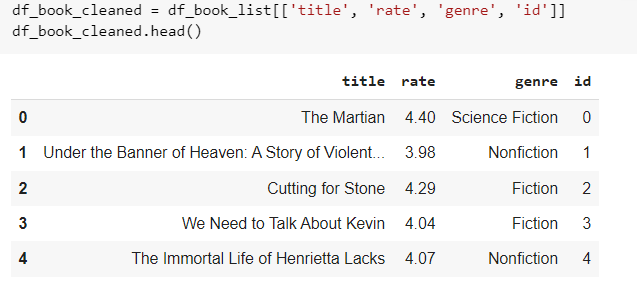 df_book_cleaned = df_book_list[['title', 'rate', 'genre', 'id']]
df_book_cleaned.head()
title rate genre id
0 The Martian 4.40 Science Fiction 0
1 Under the Banner of Heaven: A Story of Violent... 3.98 Nonfiction 1
2 Cutting for Stone 4.29 Fiction 2
3 We Need to Talk About Kevin 4.04 Fiction 3
4 The Immortal Life of Henrietta Lacks 4.07 Nonfiction 4